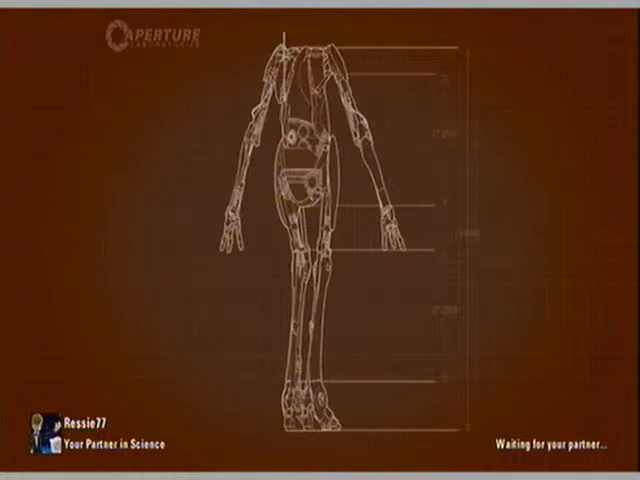 APERTURE
LABORATORIES
Ressie77
Your Partner in Science
Waiting for your partner...